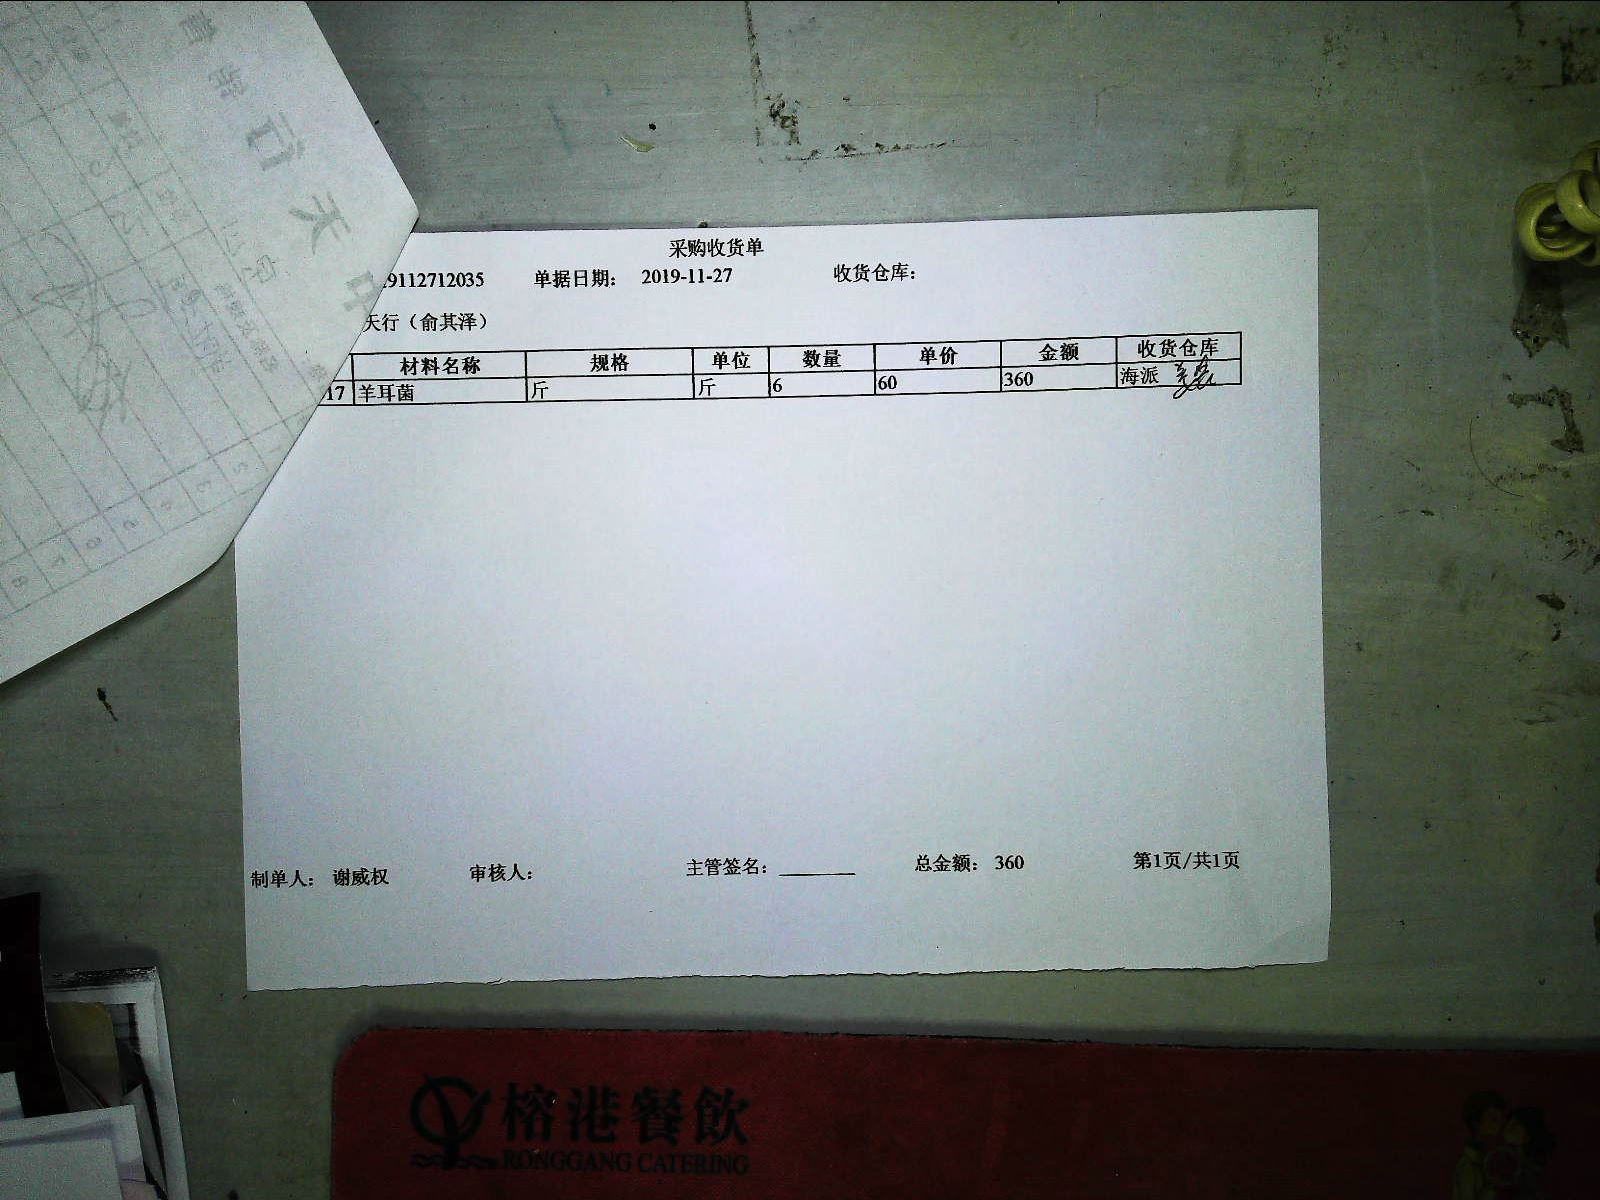 采购收货单
9112712035 单据日期： 2019-11-27 收货仓库：
天行（俞其泽）
材料名称 规格 单位 数量 单价 金额 收货仓库
17 羊耳菌 斤 斤 6 60 360 海派
制单人： 谢威权 审核人： 主管签名： 总金额： 360 第1页/共1页
榕港餐飲
RONGGANG CATERING